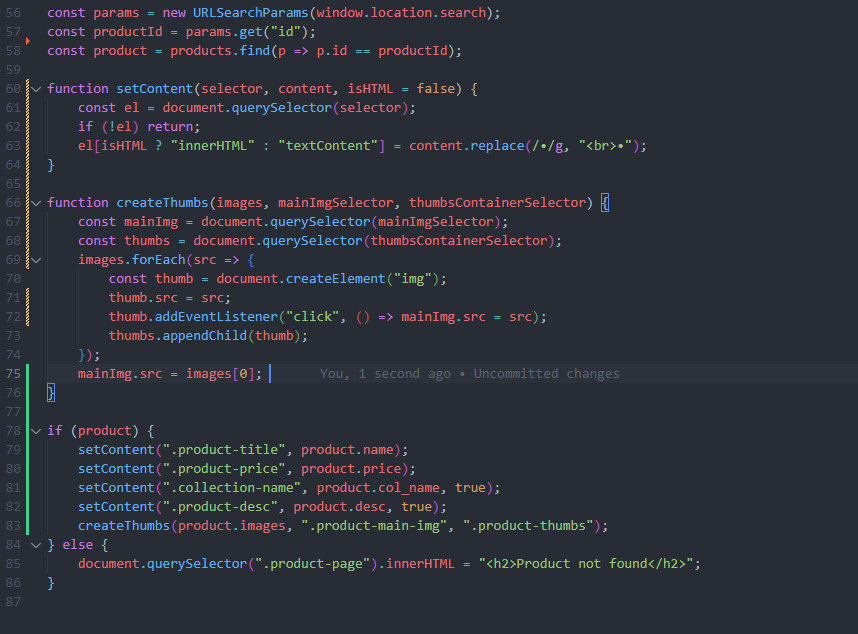 56 const params = new URLSearchParams(window.location.search);
57 const productId = params.get("id");
58 const product = products.find(p => p.id == productId);
59
60 function setContent(selector, content, isHTML = false) {
61 const el = document.querySelector(selector);
62 if (!el) return;
63 el[isHTML ? "innerHTML" : "textContent"] = content.replace(/•/g, "<br>•");
64 }
65
66 function createThumbs(images, mainImgSelector, thumbsContainerSelector) {
67 const mainImg = document.querySelector(mainImgSelector);
68 const thumbs = document.querySelector(thumbsContainerSelector);
69 images.forEach(src => {
70 const thumb = document.createElement("img");
71 thumb.src = src;
72 thumb.addEventListener("click", () => mainImg.src = src);
73 thumbs.appendChild(thumb);
74 });
75 mainImg.src = images[0]; You, 1 second ago • Uncommitted changes
76 }
77
78 if (product) {
79 setContent(".product-title", product.name);
80 setContent(".product-price", product.price);
81 setContent(".collection-name", product.col_name, true);
82 setContent(".product-desc", product.desc, true);
83 createThumbs(product.images, ".product-main-img", ".product-thumbs");
84 } else {
85 document.querySelector(".product-page").innerHTML = "<h2>Product not found</h2>";
86 }
87